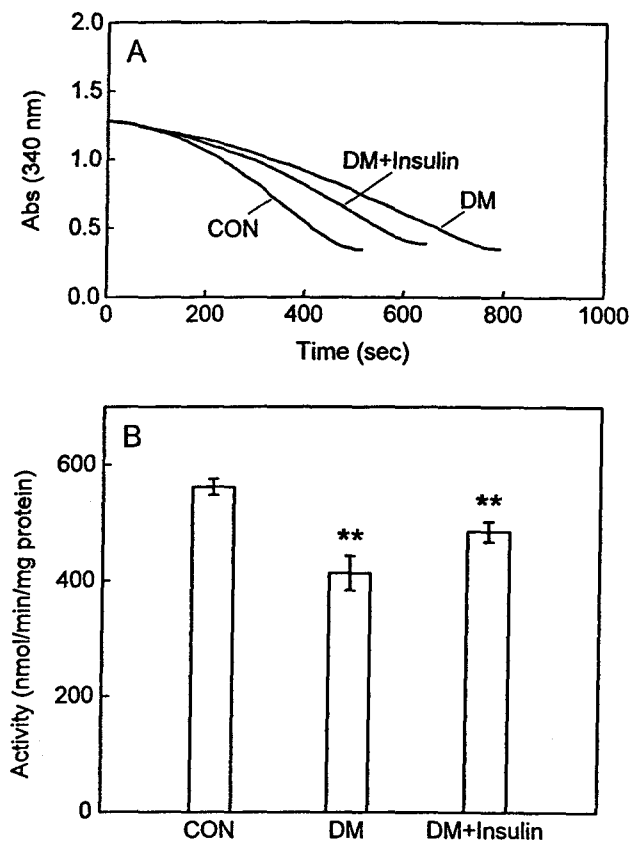 2.0
A
1.5
Abs (340 nm)
1.0
DM+Insulin
DM
0.5
CON
0.0
0 200 400 600 800 1000
Time (sec)
B
600
**
**
Activity (nmol/min/mg protein)
400
200
0
CON DM DM+Insulin